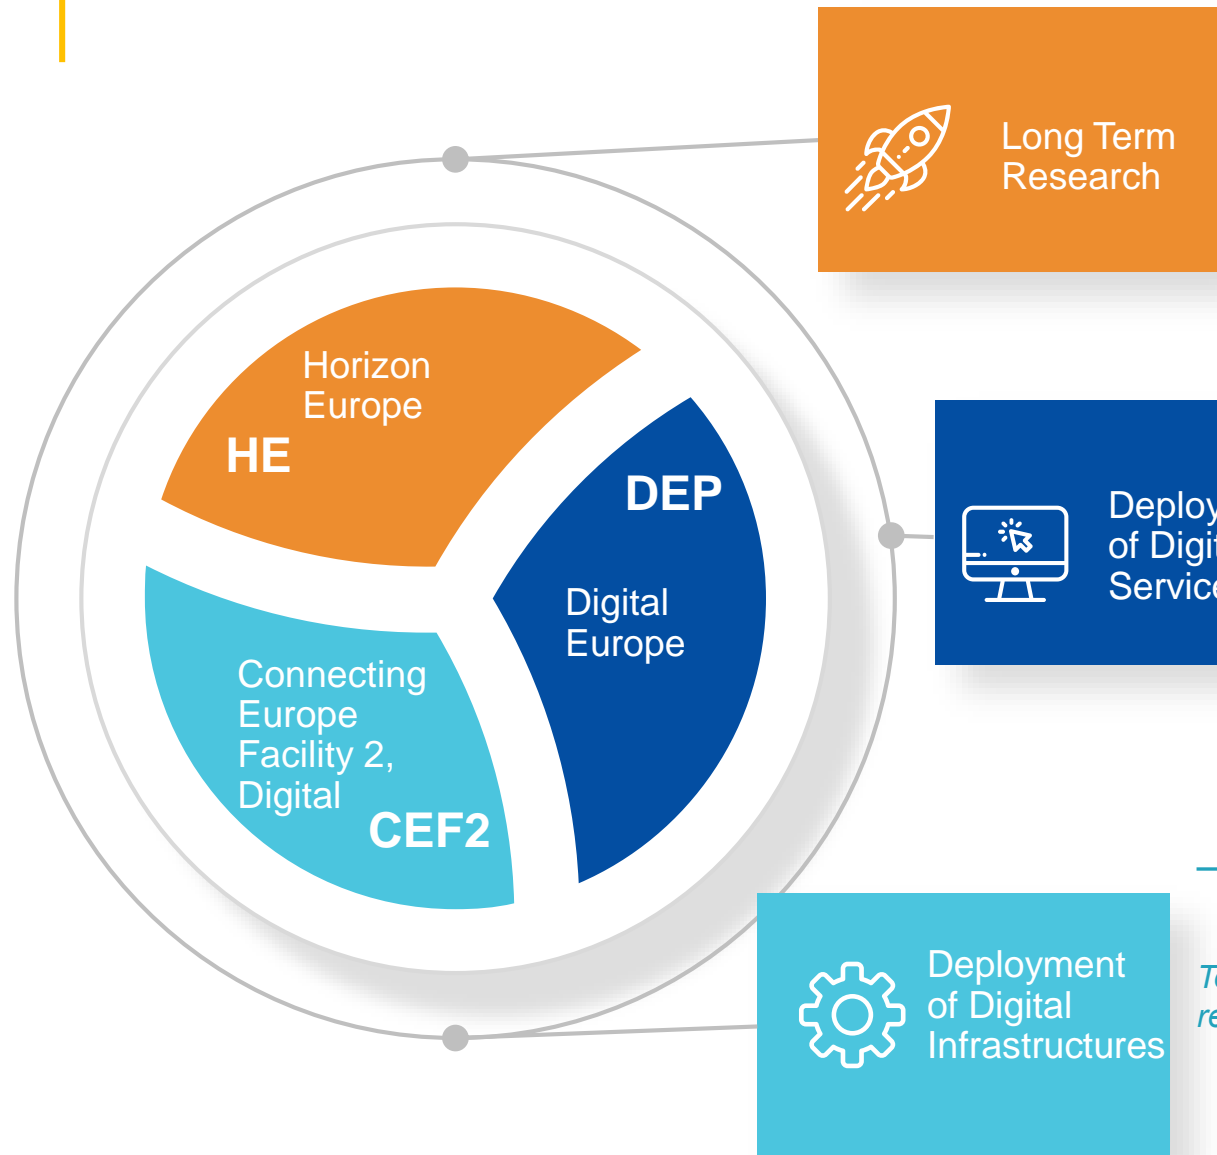 Long Term
Research
Horizon
Europe
HE
DEP
Digital
Europe
of
Connecting
Europe
Facility 2,
Digital
CEF2
Deployment
of Digital
Infrastructures